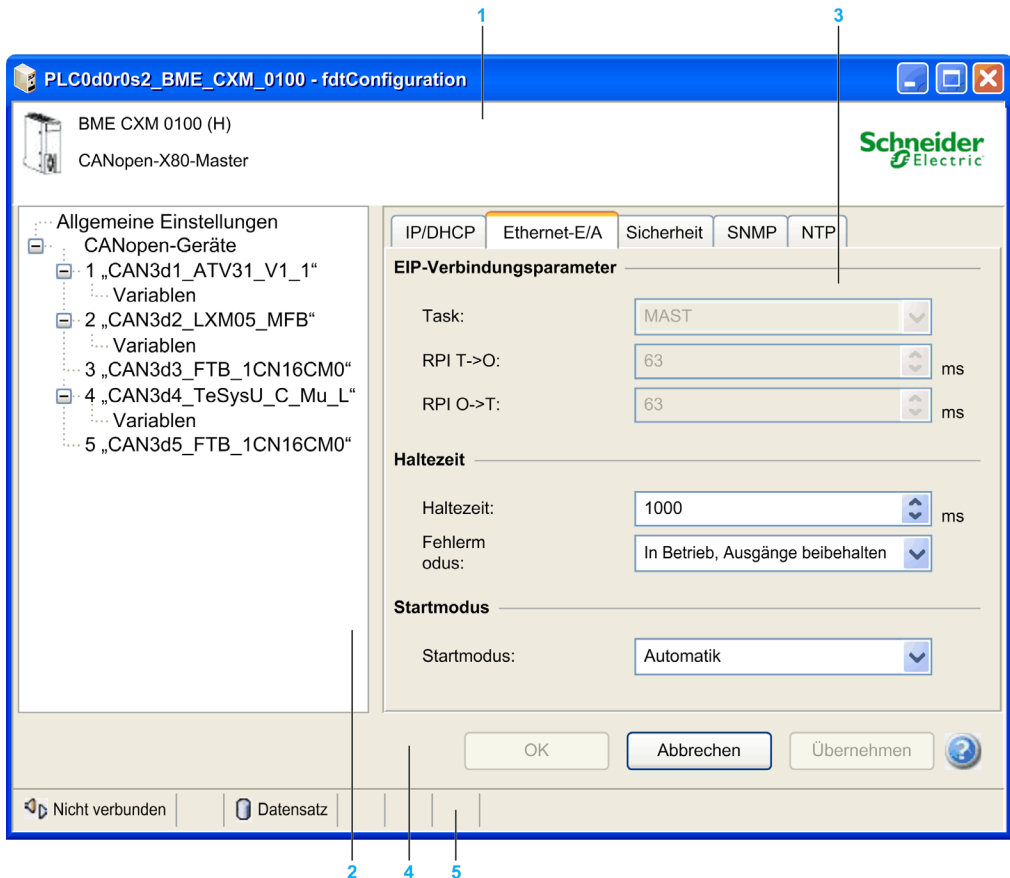 1
3
PLC0d0r0s2_BME_CXM_0100 - fdtConfiguration
BME CXM 0100 (H)
CANopen-X80-Master
Schneider
Electric
Allgemeine Einstellungen
CANopen-Geräte
1 „CAN3d1_ATV31_V1_1“
Variablen
2 „CAN3d2_LXM05_MFB“
Variablen
3 „CAN3d3_FTB_1CN16CM0“
4 „CAN3d4_TeSysU_C_Mu_L“
Variablen
5 „CAN3d5_FTB_1CN16CM0“
IP/DHCP
Ethernet-E/A
Sicherheit
SNMP
NTP
EIP-Verbindungsparameter
Task:
MAST
RPI T->O:
63
ms
RPI O->T:
63
ms
Haltezeit
Haltezeit:
1000
ms
Fehlerm
odus:
In Betrieb, Ausgänge beibehalten
Startmodus
Startmodus:
Automatik
OK
Abbrechen
Übernehmen
?
Nicht verbunden
Datensatz
2
4
5